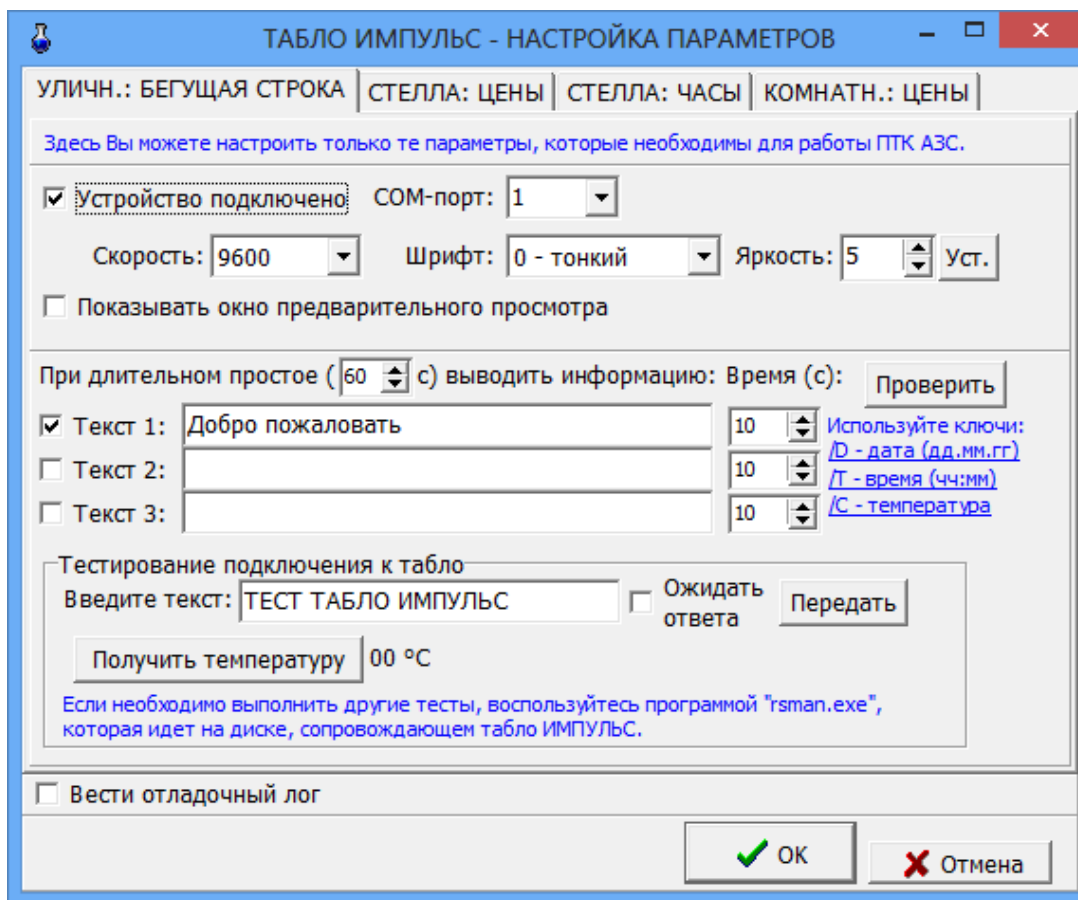 ТАБЛО ИМПУЛЬС - НАСТРОЙКА ПАРАМЕТРОВ
УЛИЧН.: БЕГУЩАЯ СТРОКА СТЕЛЛА: ЦЕНЫ СТЕЛЛА: ЧАСЫ КОМНАТН.: ЦЕНЫ
Здесь Вы можете настроить только те параметры, которые необходимы для работы ПТК АЗС.
Устройство подключено COM-порт: 1
Скорость: 9600 Шрифт: 0 - тонкий Яркость: 5 Уст.
Показывать окно предварительного просмотра
При длительном простое ( 60 с) выводить информацию: Время (с): Проверить
Текст 1: Добро пожаловать 10 Используйте ключи:
/D - дата (дд.мм.гг)
Текст 2: 10 /T - время (чч:мм)
/C - температура
Текст 3: 10
Тестирование подключения к табло
Введите текст: ТЕСТ ТАБЛО ИМПУЛЬС Ожидать ответа Передать
Получить температуру 00 ºC
Если необходимо выполнить другие тесты, воспользуйтесь программой "rsman.exe",
которая идет на диске, сопровождающем табло ИМПУЛЬС.
Вести отладочный лог
OK Отмена